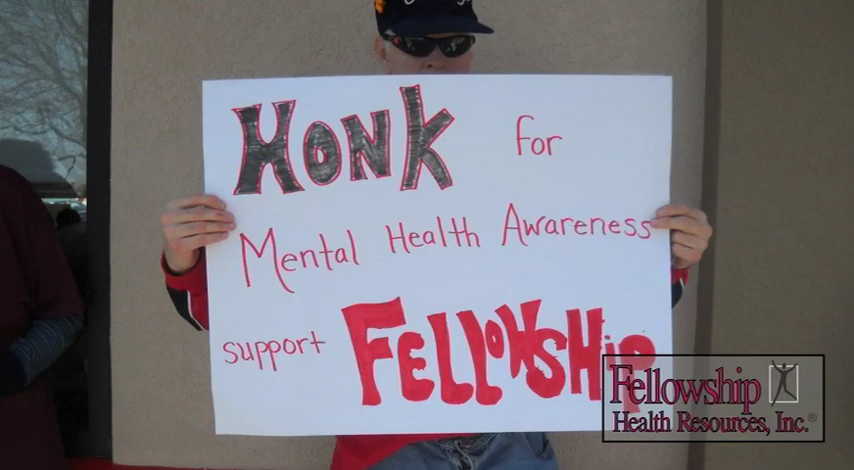 HONK for
Mental Health Awareness
support FELLOWSHiP
Fellowship
Health Resources, Inc.®